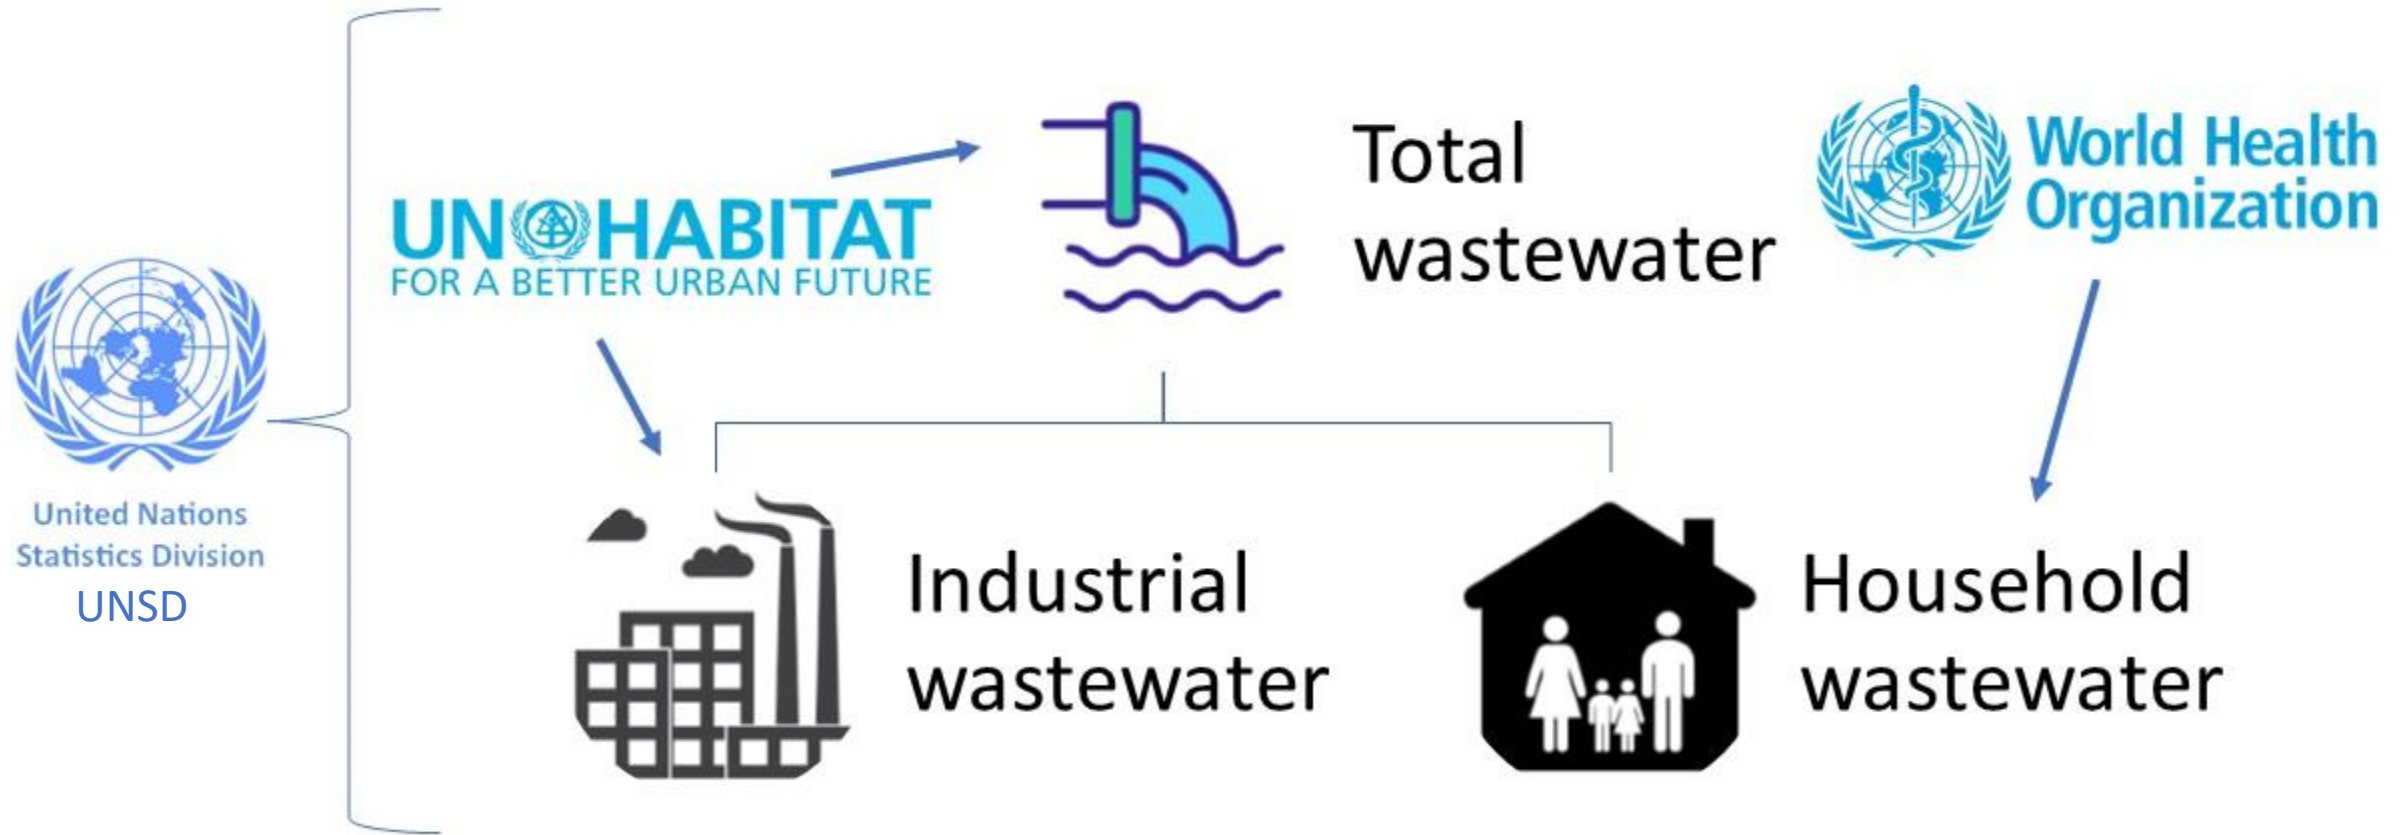 United Nations
Statistics Division
UNSD
UN HABITAT
FOR A BETTER URBAN FUTURE
Total
wastewater
World Health
Organization
Industrial
wastewater
Household
wastewater